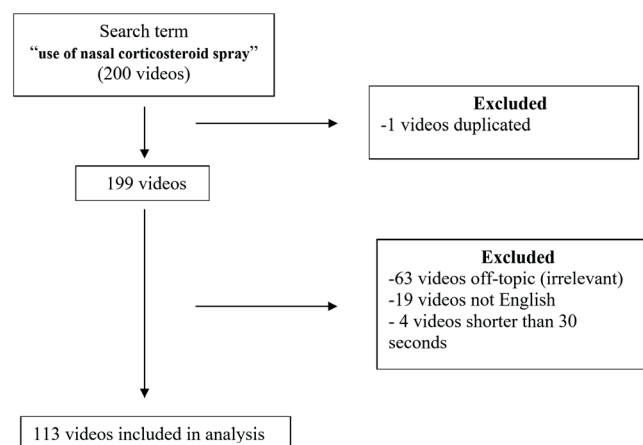 Search term
“use of nasal corticosteroid spray”
(200 videos)
Excluded
-1 videos duplicated
199 videos
Excluded
-63 videos off-topic (irrelevant)
-19 videos not English
- 4 videos shorter than 30
seconds
113 videos included in analysis